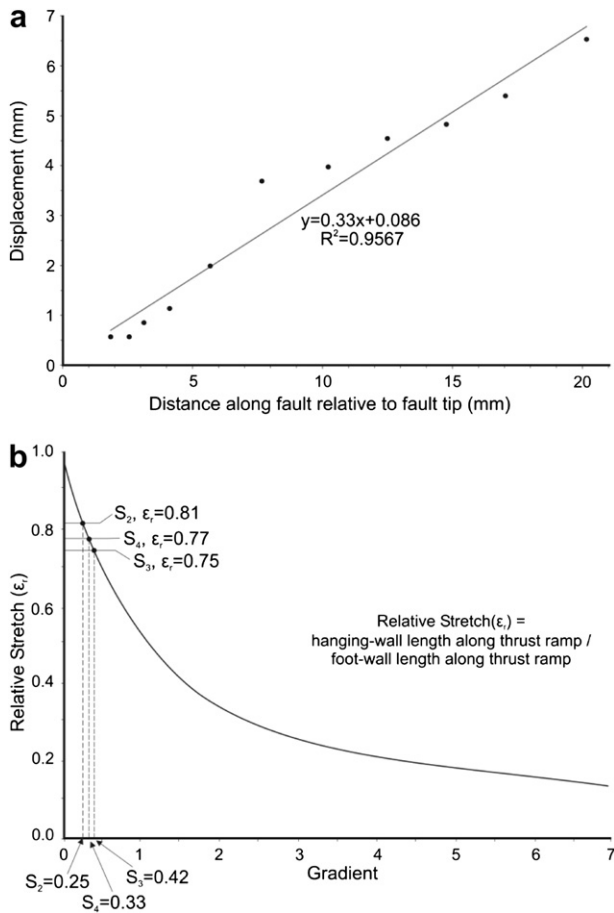 a
7
6
5
4
3
2
1
0
Displacement (mm)
y=0.33x+0.086
R²=0.9567
0 5 10 15 20
Distance along fault relative to fault tip (mm)
b
1.0
0.8
0.6
0.4
0.2
0.0
Relative Stretch (εᵣ)
S₂, εᵣ=0.81
S₄, εᵣ=0.77
S₃, εᵣ=0.75
Relative Stretch(εᵣ) =
hanging-wall length along thrust ramp /
foot-wall length along thrust ramp
0 1 2 3 4 5 6 7
Gradient
S₂=0.25
S₄=0.33
S₃=0.42